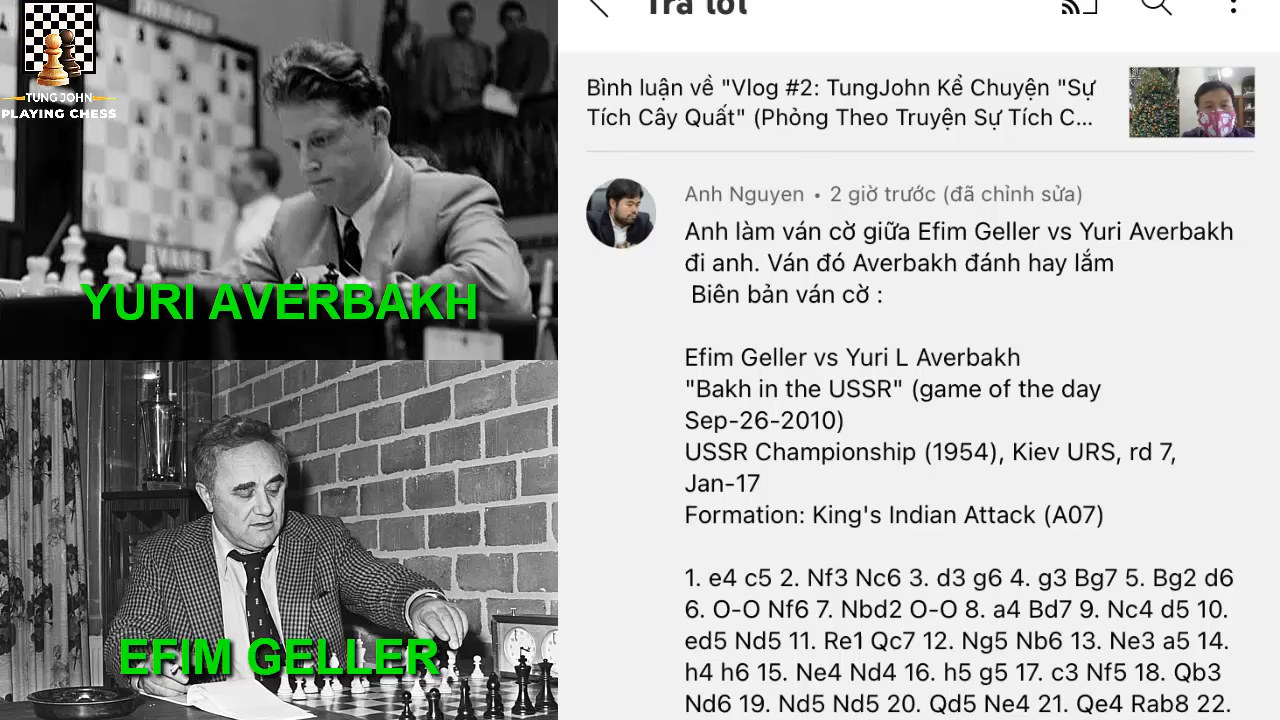 TUNG JOHN
PLAYING CHESS
YURI AVERBAKH
EFIM GELLER
Trả lời
Bình luận về "Vlog #2: TungJohn Kể Chuyện "Sự
Tích Cây Quất" (Phỏng Theo Truyện Sự Tích C...
Anh Nguyen • 2 giờ trước (đã chỉnh sửa)
Anh làm ván cờ giữa Efim Geller vs Yuri Averbakh
đi anh. Ván đó Averbakh đánh hay lắm
Biên bản ván cờ :
Efim Geller vs Yuri L Averbakh
"Bakh in the USSR" (game of the day
Sep-26-2010)
USSR Championship (1954), Kiev URS, rd 7,
Jan-17
Formation: King's Indian Attack (A07)
1. e4 c5 2. Nf3 Nc6 3. d3 g6 4. g3 Bg7 5. Bg2 d6
6. O-O Nf6 7. Nbd2 O-O 8. a4 Bd7 9. Nc4 d5 10.
ed5 Nd5 11. Re1 Qc7 12. Ng5 Nb6 13. Ne3 a5 14.
h4 h6 15. Ne4 Nd4 16. h5 g5 17. c3 Nf5 18. Qb3
Nd6 19. Nd5 Nd5 20. Qd5 Ne4 21. Qe4 Rab8 22.